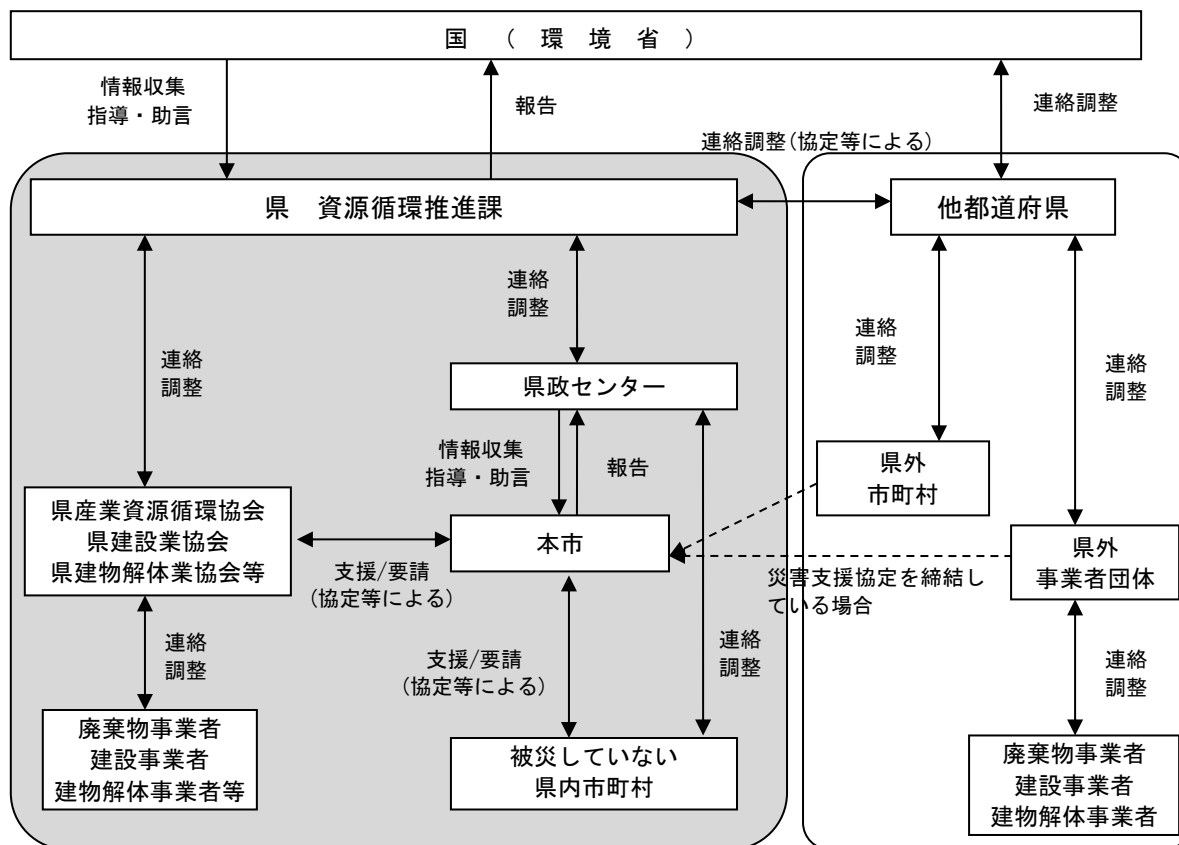 国（環境省）
情報収集
指導・助言
報告
連絡調整
連絡調整(協定等による)
県　資源循環推進課
他都道府県
連絡
調整
連絡
調整
連絡
調整
連絡
調整
県政センター
情報収集
指導・助言
報告
県外
市町村
県産業資源循環協会
県建設業協会
県建物解体業協会等
本市
県外
事業者団体
支援/要請
(協定等による)
災害支援協定を締結し
ている場合
連絡
調整
支援/要請
(協定等による)
連絡
調整
連絡
調整
廃棄物事業者
建設事業者
建物解体事業者等
被災していない
県内市町村
廃棄物事業者
建設事業者
建物解体事業者